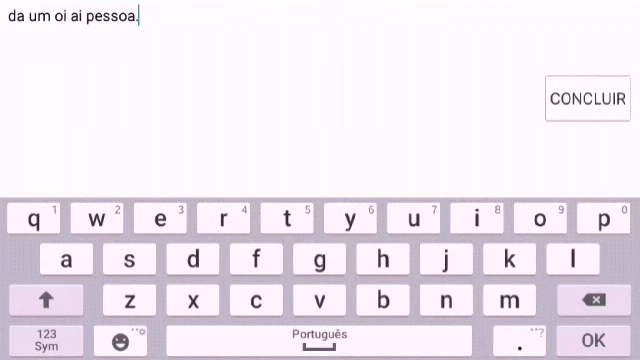 da um oi ai pessoa.
CONCLUIR
q 1 w 2 e 3 r 4 t 5 y 6 u 7 i 8 o 9 p 0
a s d f g h j k l
z x c v b n m
123 Sym Português . ? OK